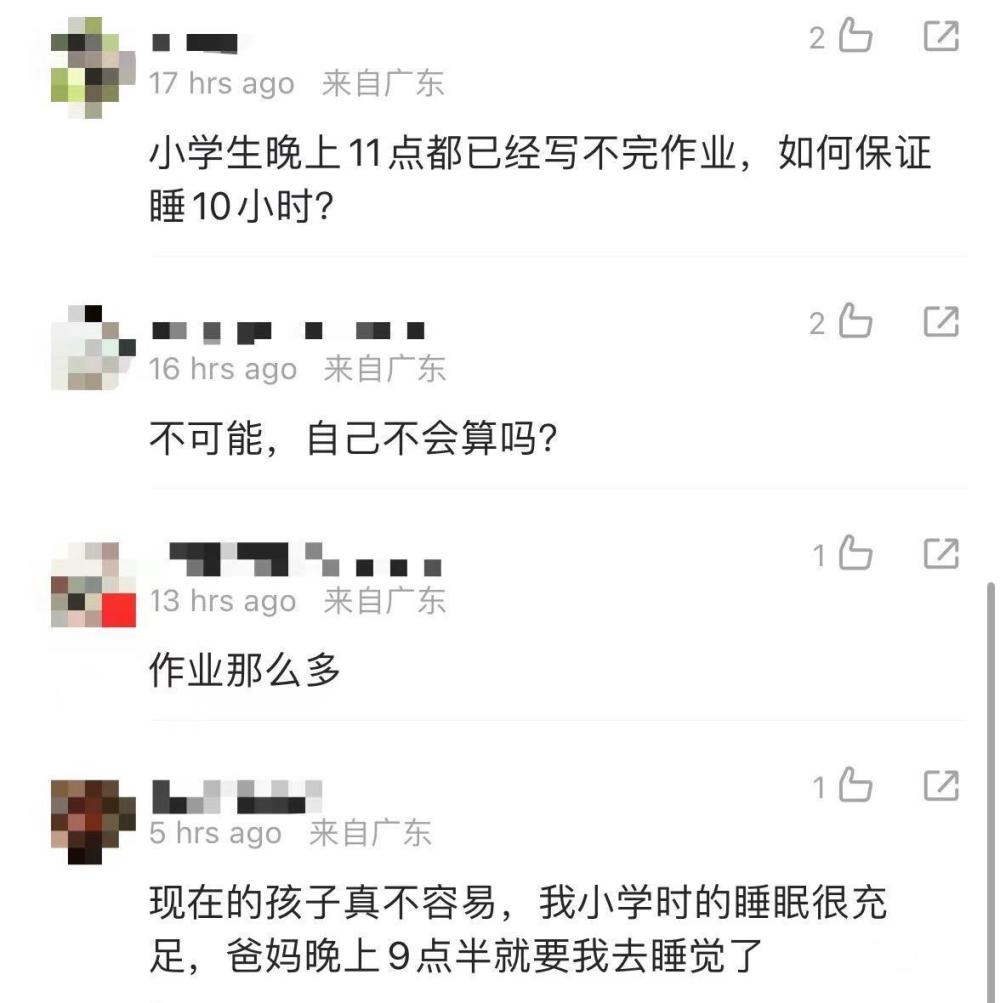 2
17 hrs ago 来自广东
小学生晚上11点都已经写不完作业，如何保证
睡10小时？
2
16 hrs ago 来自广东
不可能，自己不会算吗？
1
13 hrs ago 来自广东
作业那么多
1
5 hrs ago 来自广东
现在的孩子真不容易，我小学时的睡眠很充
足，爸妈晚上9点半就要我去睡觉了